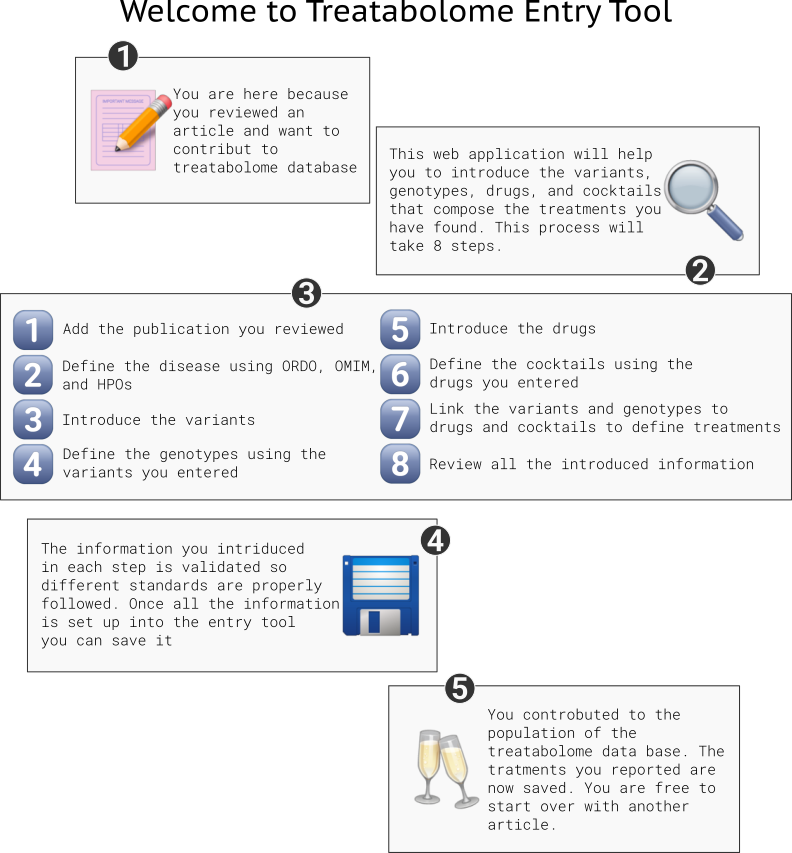 Welcome to Treatabolome Entry Tool
1
IMPORTANT MESSAGE
You are here because
you reviewed an
article and want to
contribut to
treatabolome database
This web application will help
you to introduce the variants,
genotypes, drugs, and cocktails
that compose the treatments you
have found. This process will
take 8 steps.
2
3
1 Add the publication you reviewed
2 Define the disease using ORDO, OMIM,
and HPOs
3 Introduce the variants
4 Define the genotypes using the
variants you entered
5 Introduce the drugs
6 Define the cocktails using the
drugs you entered
7 Link the variants and genotypes to
drugs and cocktails to define treatments
8 Review all the introduced information
4
The information you intriduced
in each step is validated so
different standards are properly
followed. Once all the information
is set up into the entry tool
you can save it
5
You controbuted to the
population of the
treatabolome data base. The
tratments you reported are
now saved. You are free to
start over with another
article.